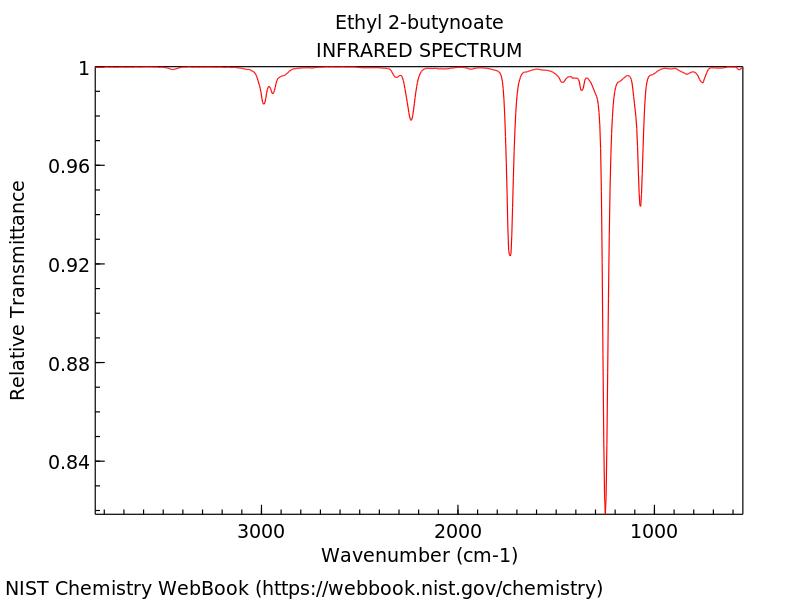 Ethyl 2-butynoate
INFRARED SPECTRUM
1
0.96
0.92
0.88
0.84
Relative Transmittance
3000 2000 1000
Wavenumber (cm-1)
NIST Chemistry WebBook (https://webbook.nist.gov/chemistry)